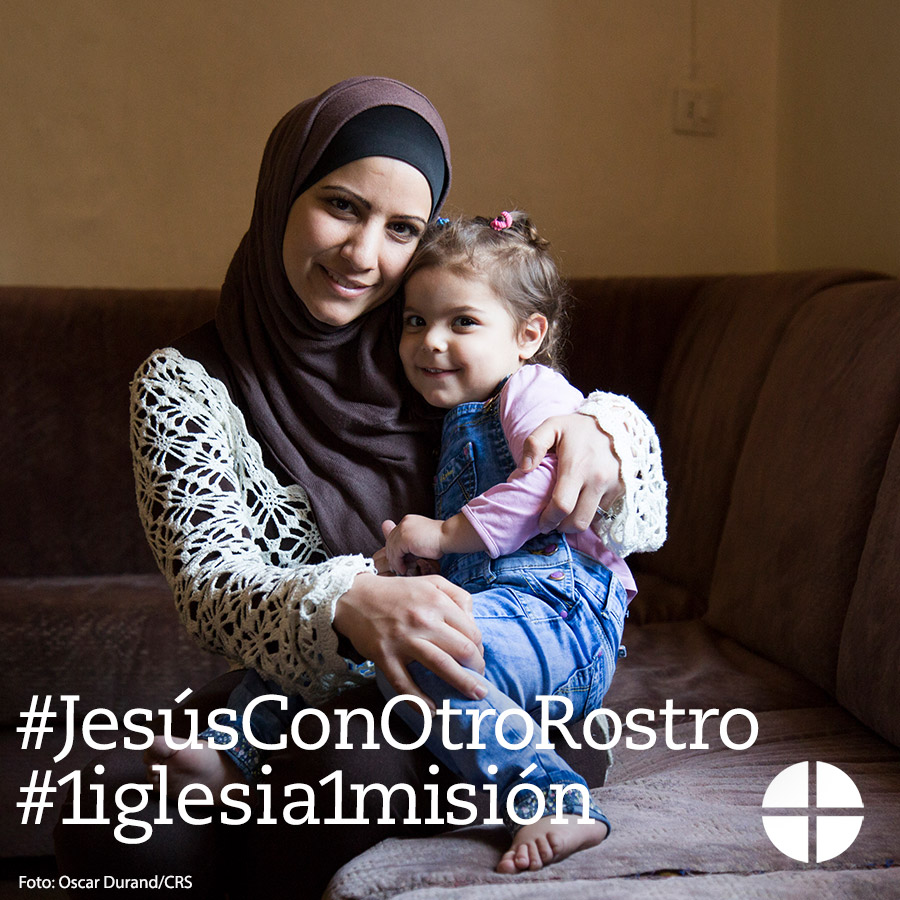 #JesúsConOtroRostro
#1iglesia1misión
Foto: Oscar Durand/CRS